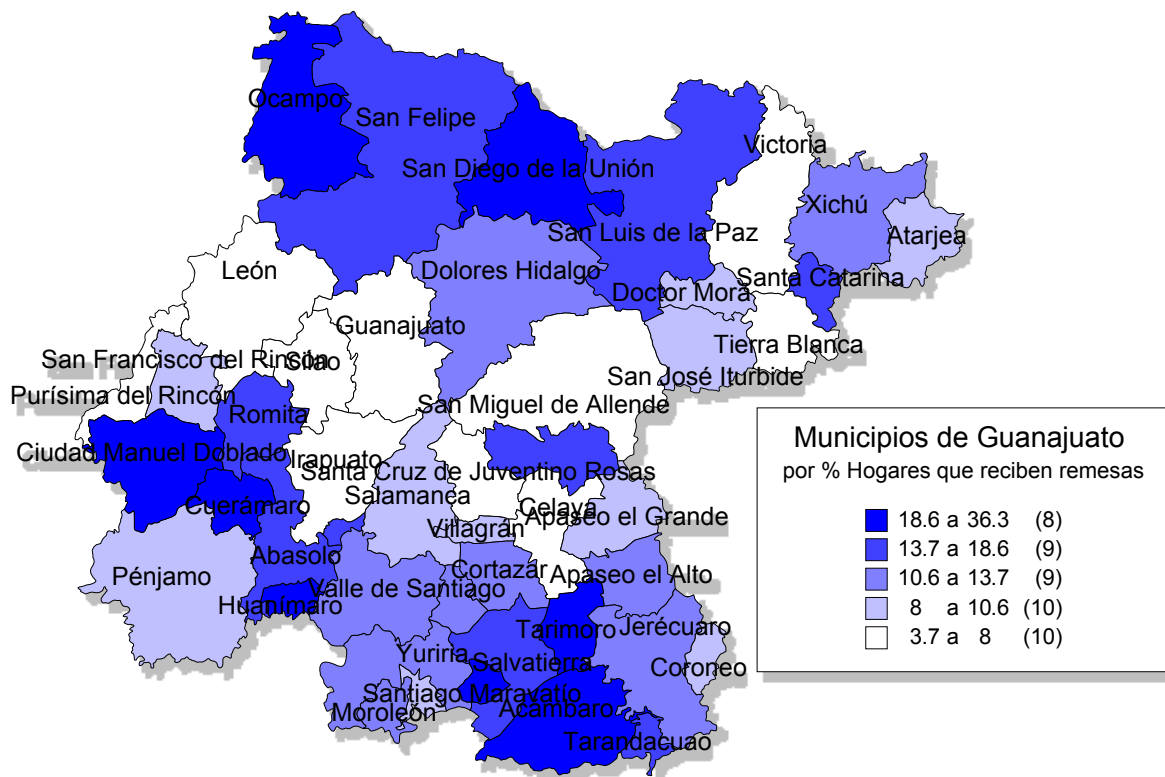 Ocampo
San Felipe
Victoria
San Diego de la Unión
Xichú
San Luis de la Paz
Atarjea
León
Dolores Hidalgo
Santa Catarina
Doctor Mora
Guanajuato
San Francisco del Rincón
Silao
Tierra Blanca
San José Iturbide
Purísima del Rincón
Romita
San Miguel de Allende
Ciudad Manuel Doblado
Irapuato
Santa Cruz de Juventino Rosas
Salamanca
Cuerámaro
Celaya
Apaseo el Grande
Villagrán
Abasolo
Pénjamo
Cortazar
Apaseo el Alto
Valle de Santiago
Huanímaro
Tarimoro
Jerécuaro
Yuriria
Salvatierra
Coroneo
Santiago Maravatío
Moroleón
Acámbaro
Tarandacuao
Municipios de Guanajuato
por % Hogares que reciben remesas
18.6 a 36.3 (8)
13.7 a 18.6 (9)
10.6 a 13.7 (9)
8 a 10.6 (10)
3.7 a 8 (10)